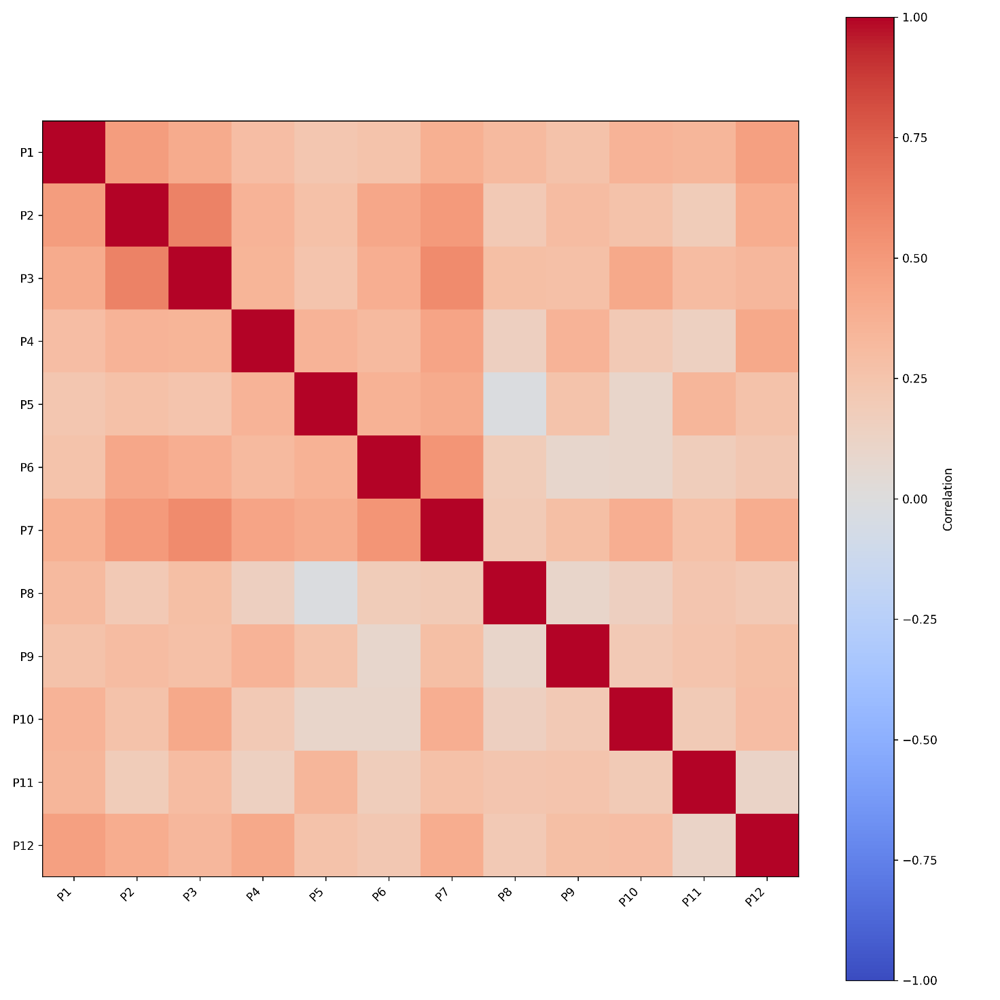 P1
P2
P3
P4
P5
P6
P7
P8
P9
P10
P11
P12
P1 P2 P3 P4 P5 P6 P7 P8 P9 P10 P11 P12
1.00
0.75
0.50
0.25
0.00
−0.25
−0.50
−0.75
−1.00
Correlation